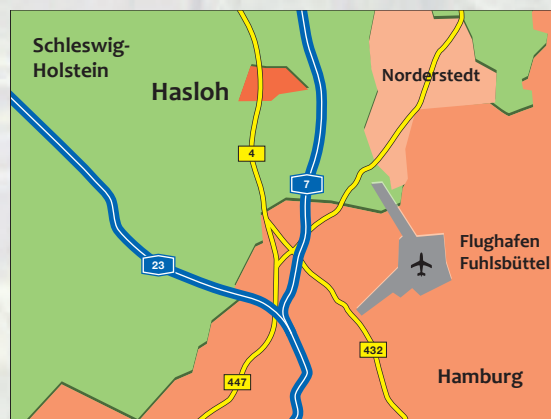 Schleswig-
Holstein
Norderstedt
Hasloh
4
7
Flughafen
Fuhlsbüttel
23
432
447
Hamburg